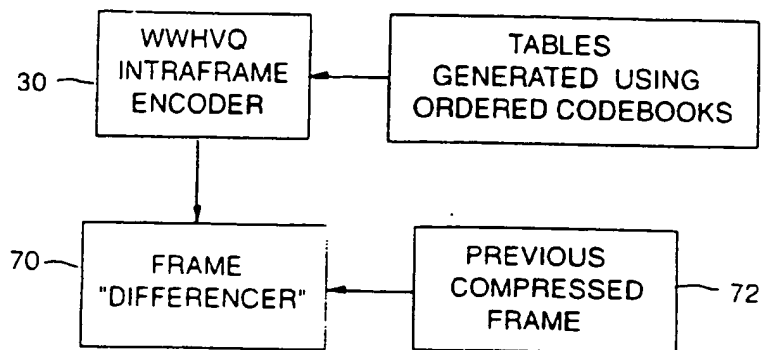 30
WWHVQ
INTRAFRAME
ENCODER
TABLES
GENERATED USING
ORDERED CODEBOOKS
70
FRAME
"DIFFERENCER"
PREVIOUS
COMPRESSED
FRAME
72